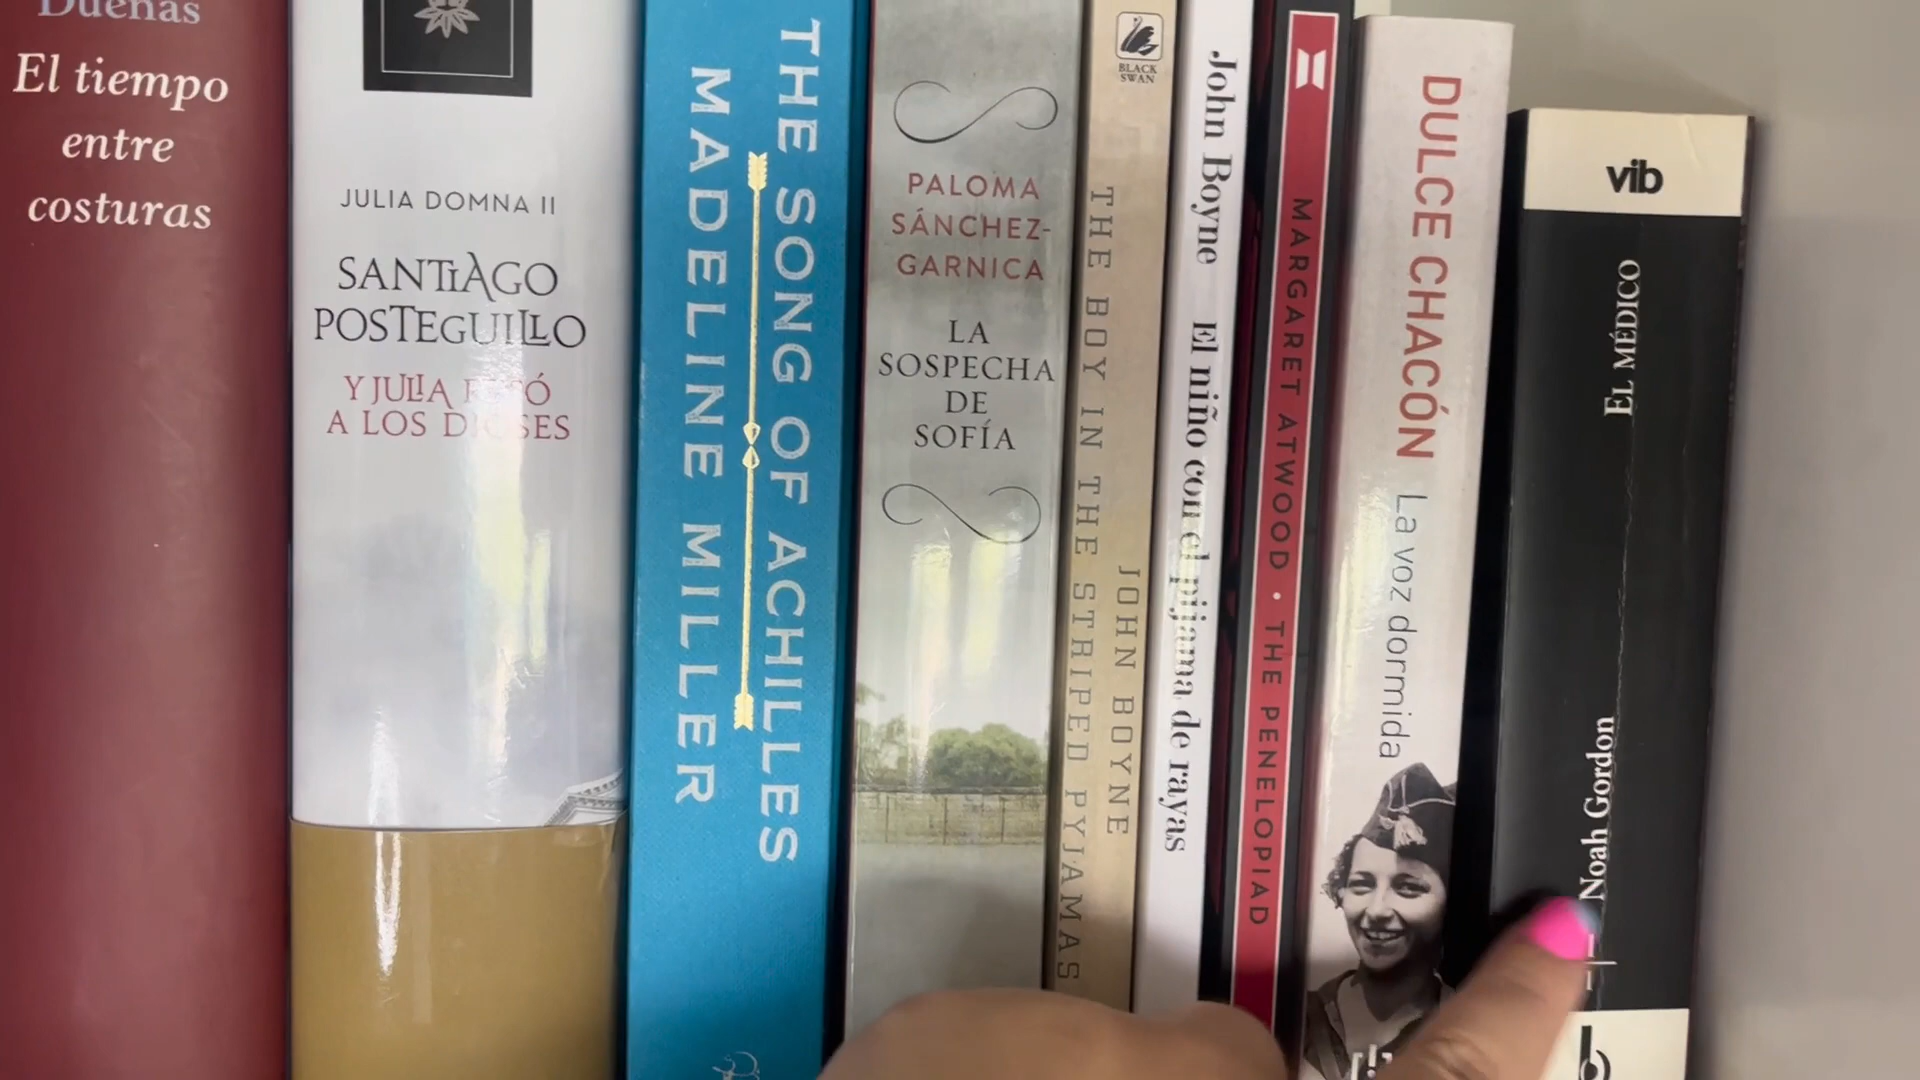 Dueñas
El tiempo
entre
costuras
JULIA DOMNA II
SANTIAGO
POSTEGUILLO
Y JULIA RETÓ
A LOS DIOSES
THE SONG OF ACHILLES
MADELINE MILLER
PALOMA
SÁNCHEZ-
GARNICA
LA
SOSPECHA
DE
SOFÍA
BLACK
SWAN
THE BOY IN THE STRIPED PYJAMAS
JOHN BOYNE
John Boyne El niño con el pijama de rayas
MARGARET ATWOOD • THE PENELOPIAD
DULCE CHACÓN La voz dormida
vib
EL MÉDICO
Noah Gordon
b